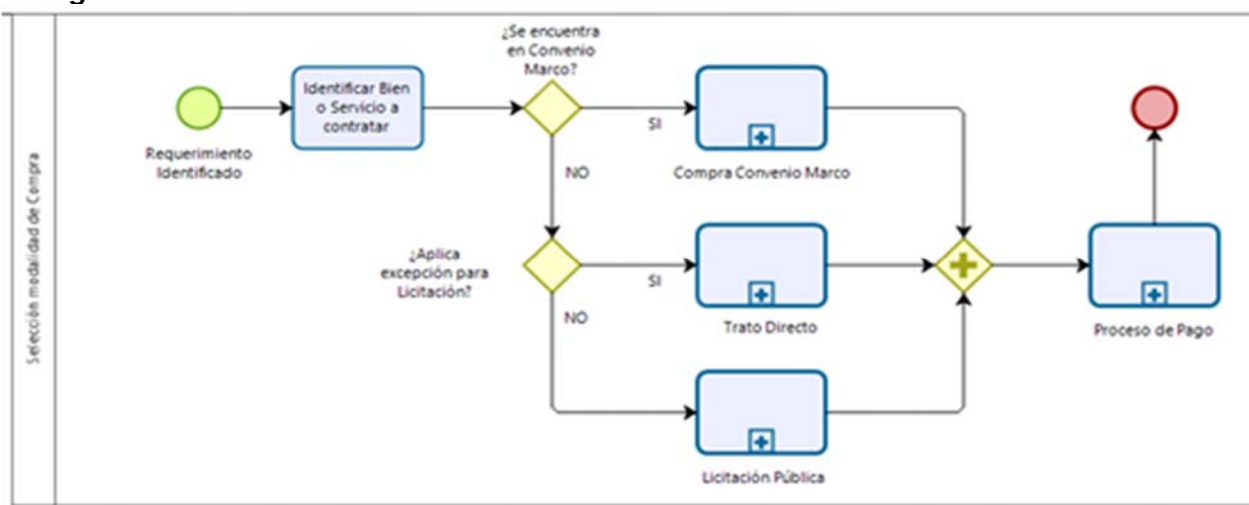 Selección modalidad de Compra
Requerimiento
Identificado
Identificar Bien
o Servicio a
contratar
¿Se encuentra
en Convenio
Marco?
SI
NO
Compra Convenio Marco
¿Aplica
excepción para
Licitación?
SI
NO
Trato Directo
Licitación Pública
Proceso de Pago